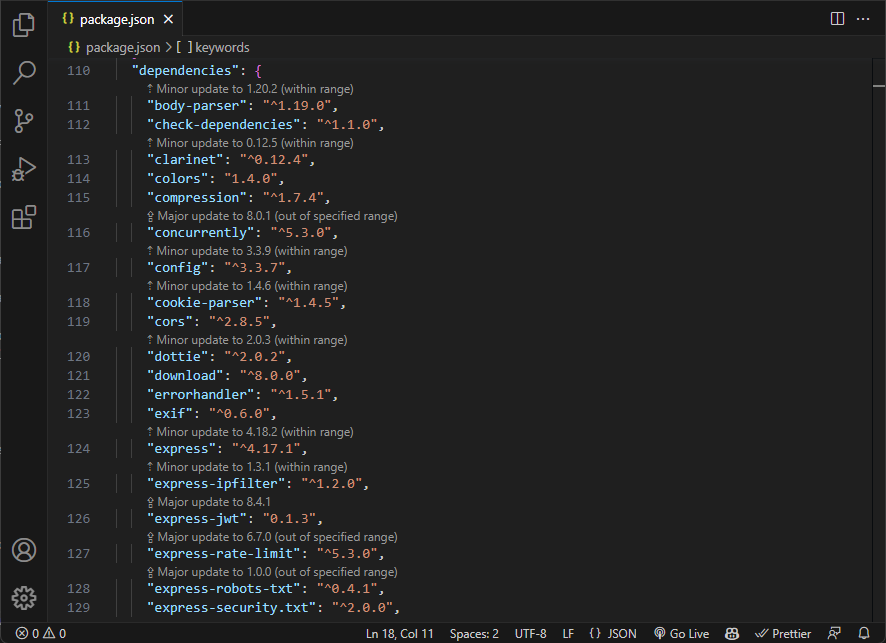 {} package.json ×
{} package.json > [ ] keywords
110 "dependencies": {
↑ Minor update to 1.20.2 (within range)
111 "body-parser": "^1.19.0",
112 "check-dependencies": "^1.1.0",
↑ Minor update to 0.12.5 (within range)
113 "clarinet": "^0.12.4",
114 "colors": "1.4.0",
115 "compression": "^1.7.4",
⇪ Major update to 8.0.1 (out of specified range)
116 "concurrently": "^5.3.0",
↑ Minor update to 3.3.9 (within range)
117 "config": "^3.3.7",
↑ Minor update to 1.4.6 (within range)
118 "cookie-parser": "^1.4.5",
119 "cors": "^2.8.5",
↑ Minor update to 2.0.3 (within range)
120 "dottie": "^2.0.2",
121 "download": "^8.0.0",
122 "errorhandler": "^1.5.1",
123 "exif": "^0.6.0",
↑ Minor update to 4.18.2 (within range)
124 "express": "^4.17.1",
↑ Minor update to 1.3.1 (within range)
125 "express-ipfilter": "^1.2.0",
⇪ Major update to 8.4.1
126 "express-jwt": "0.1.3",
⇪ Major update to 6.7.0 (out of specified range)
127 "express-rate-limit": "^5.3.0",
⇪ Major update to 1.0.0 (out of specified range)
128 "express-robots-txt": "^0.4.1",
129 "express-security.txt": "^2.0.0",
0 0 Ln 18, Col 11 Spaces: 2 UTF-8 LF {} JSON Go Live Prettier